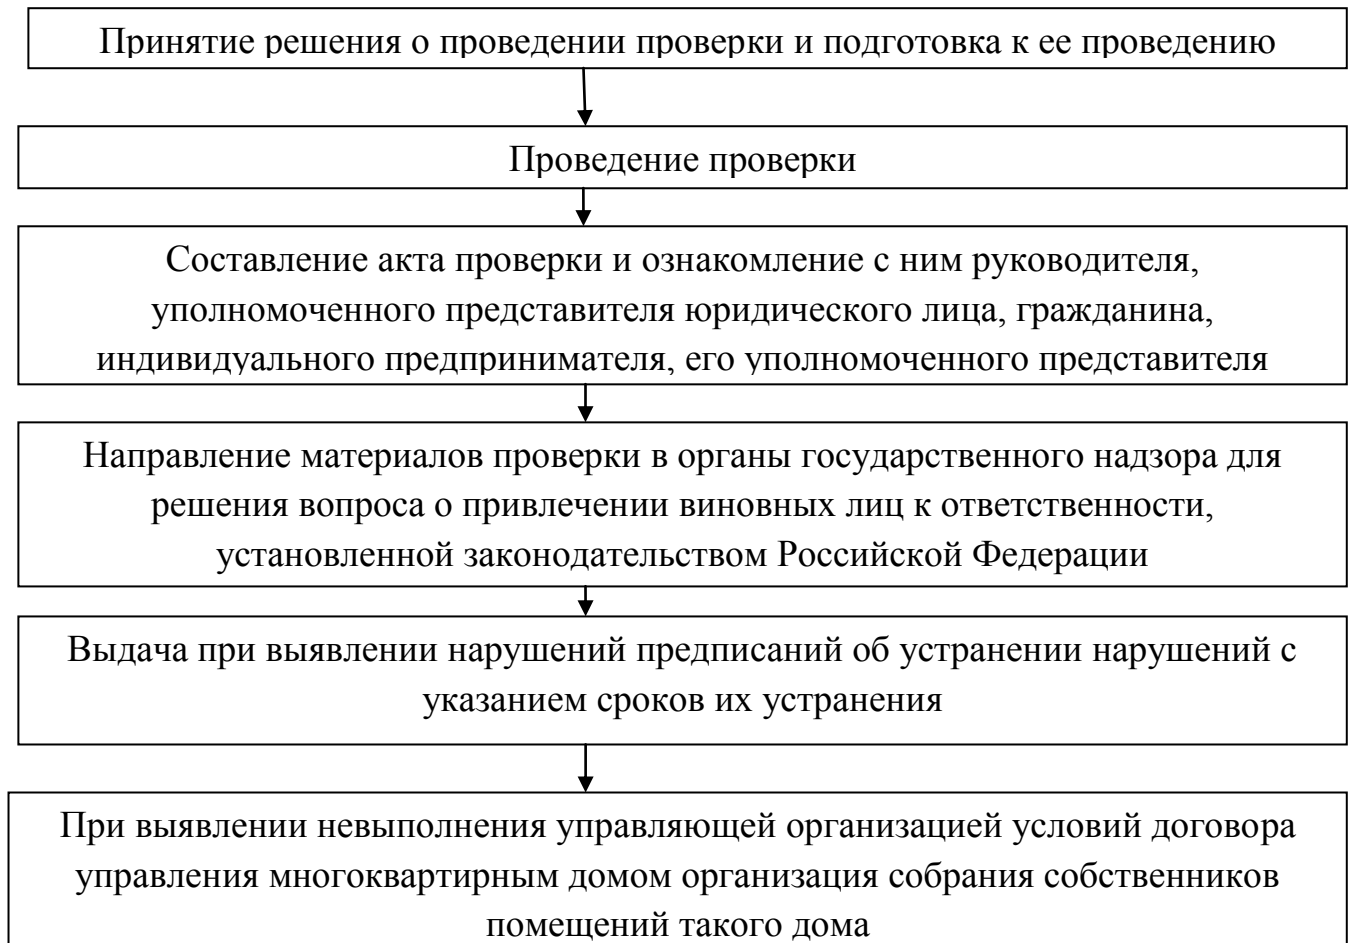 Принятие решения о проведении проверки и подготовка к ее проведению
Проведение проверки
Составление акта проверки и ознакомление с ним руководителя,
уполномоченного представителя юридического лица, гражданина,
индивидуального предпринимателя, его уполномоченного представителя
Направление материалов проверки в органы государственного надзора для
решения вопроса о привлечении виновных лиц к ответственности,
установленной законодательством Российской Федерации
Выдача при выявлении нарушений предписаний об устранении нарушений с
указанием сроков их устранения
При выявлении невыполнения управляющей организацией условий договора
управления многоквартирным домом организация собрания собственников
помещений такого дома